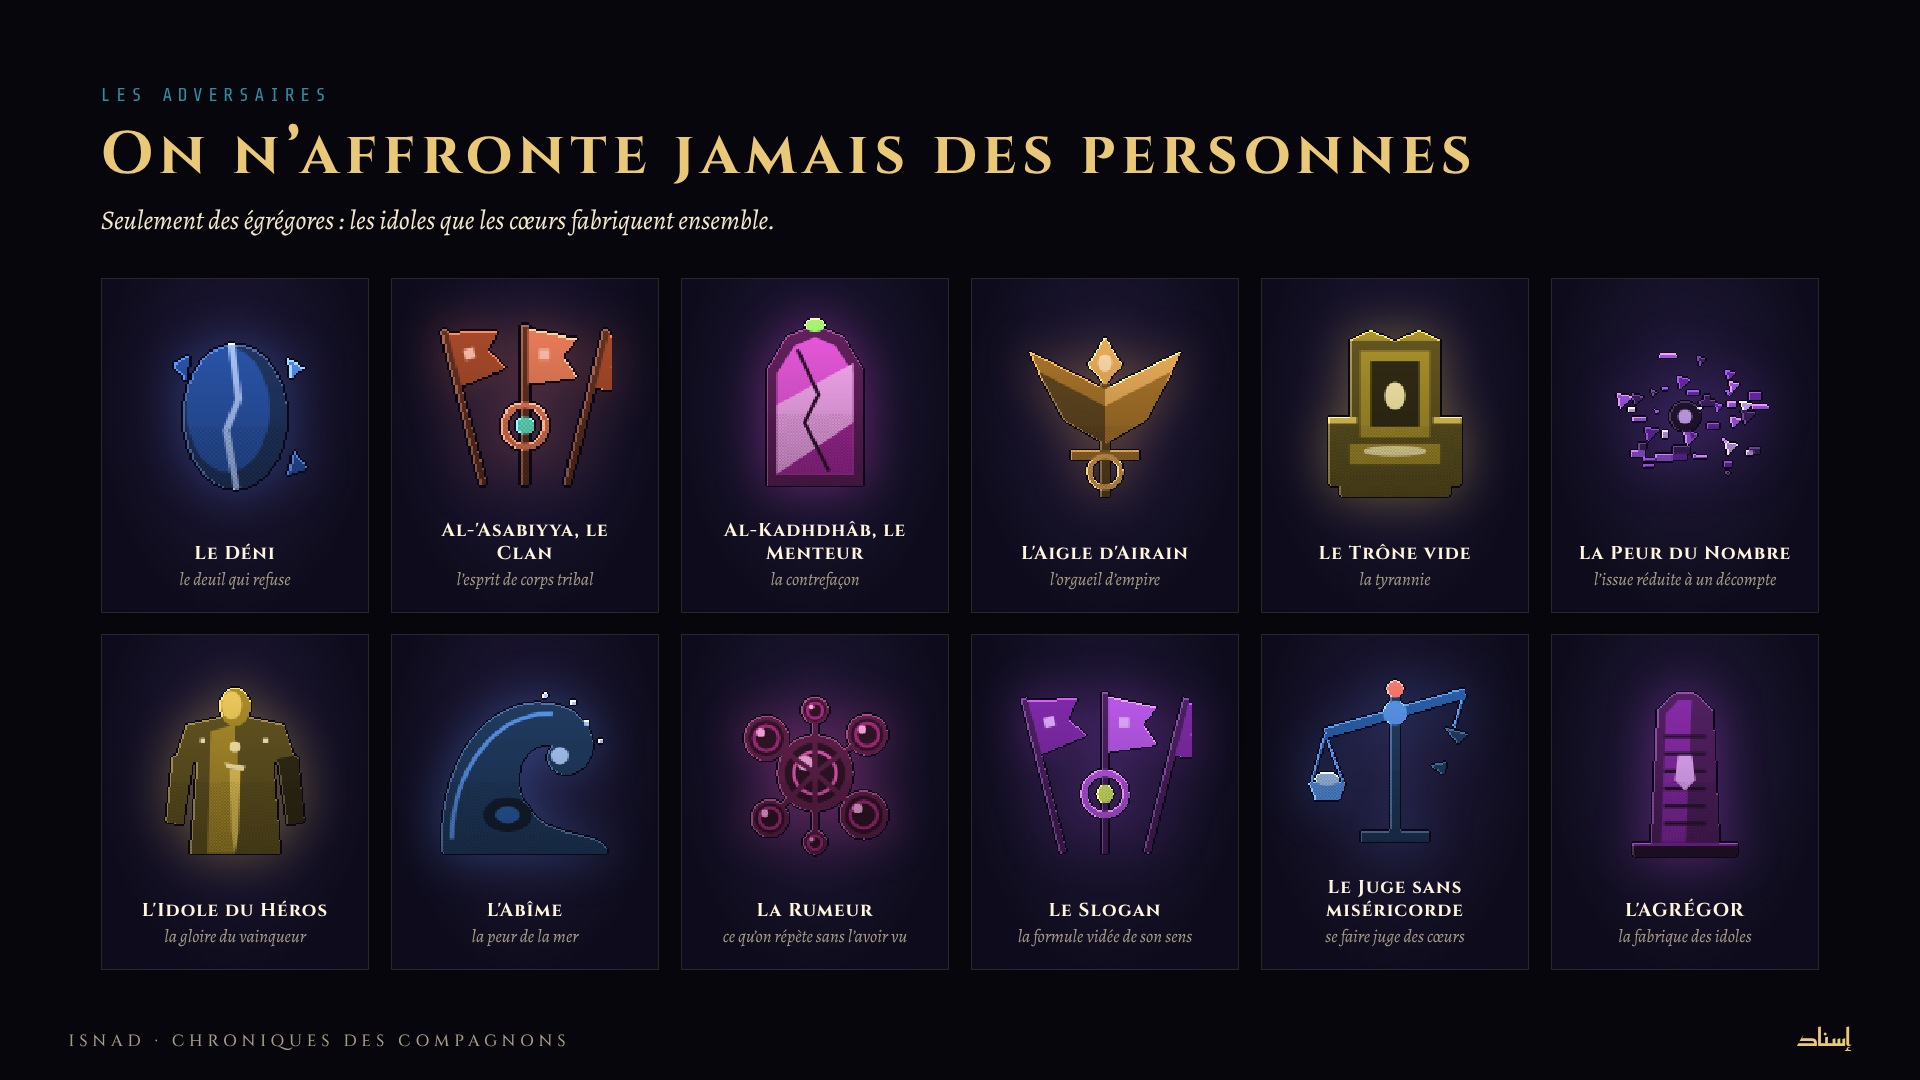 LES ADVERSAIRES
On n’affronte jamais des personnes
Seulement des égrégores : les idoles que les cœurs fabriquent ensemble.
Le Déni
le deuil qui refuse
Al-'Asabiyya, le
Clan
l'esprit de corps tribal
Al-Kadhdhâb, le
Menteur
la contrefaçon
L'Aigle d'Airain
l'orgueil d'empire
Le Trône vide
la tyrannie
La Peur du Nombre
l'issue réduite à un décompte
L'Idole du Héros
la gloire du vainqueur
L'Abîme
la peur de la mer
La Rumeur
ce qu'on répète sans l'avoir vu
Le Slogan
la formule vidée de son sens
Le Juge sans
miséricorde
se faire juge des cœurs
L'AGRÉGOR
la fabrique des idoles
ISNAD · CHRONIQUES DES COMPAGNONS
إسناد